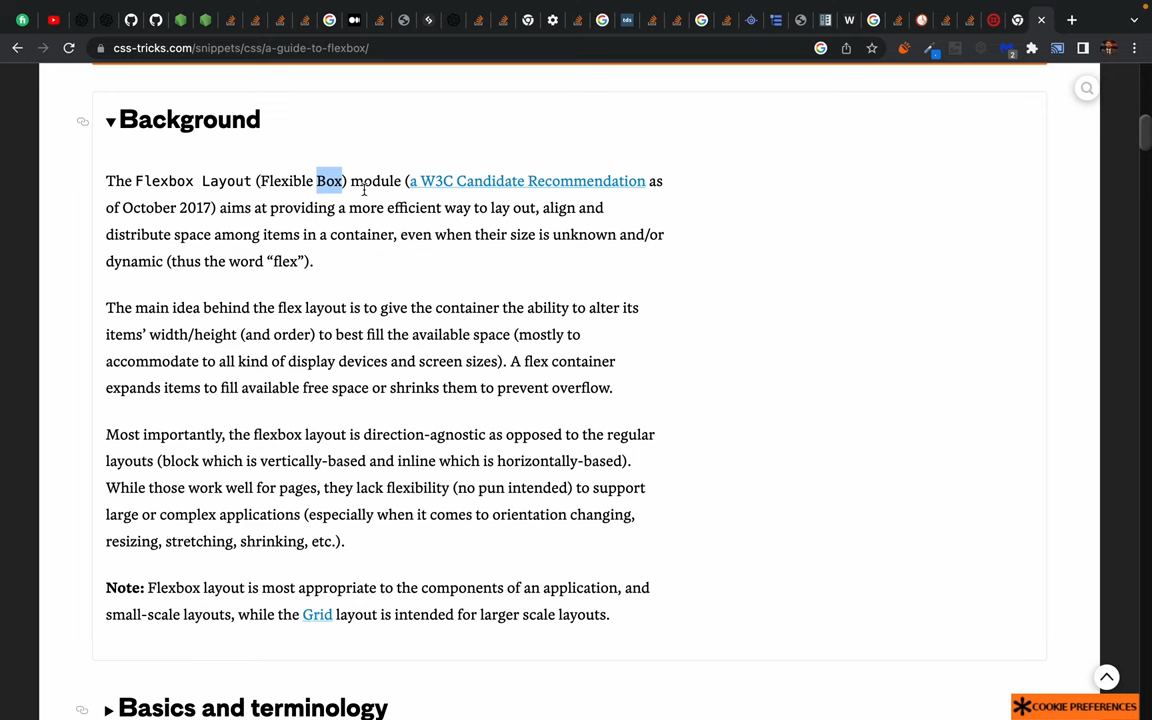 css-tricks.com/snippets/css/a-guide-to-flexbox/
2
Background
The Flexbox Layout (Flexible Box) module (a W3C Candidate Recommendation as
of October 2017) aims at providing a more efficient way to lay out, align and
distribute space among items in a container, even when their size is unknown and/or
dynamic (thus the word “flex”).
The main idea behind the flex layout is to give the container the ability to alter its
items’ width/height (and order) to best fill the available space (mostly to
accommodate to all kind of display devices and screen sizes). A flex container
expands items to fill available free space or shrinks them to prevent overflow.
Most importantly, the flexbox layout is direction-agnostic as opposed to the regular
layouts (block which is vertically-based and inline which is horizontally-based).
While those work well for pages, they lack flexibility (no pun intended) to support
large or complex applications (especially when it comes to orientation changing,
resizing, stretching, shrinking, etc.).
Note: Flexbox layout is most appropriate to the components of an application, and
small-scale layouts, while the Grid layout is intended for larger scale layouts.
Basics and terminology
COOKIE PREFERENCES